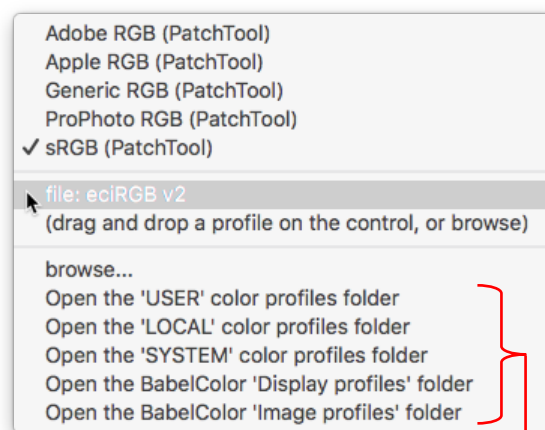 Adobe RGB (PatchTool)
Apple RGB (PatchTool)
Generic RGB (PatchTool)
ProPhoto RGB (PatchTool)
✓ sRGB (PatchTool)
file: eciRGB v2
(drag and drop a profile on the control, or browse)
browse...
Open the 'USER' color profiles folder
Open the 'LOCAL' color profiles folder
Open the 'SYSTEM' color profiles folder
Open the BabelColor 'Display profiles' folder
Open the BabelColor 'Image profiles' folder